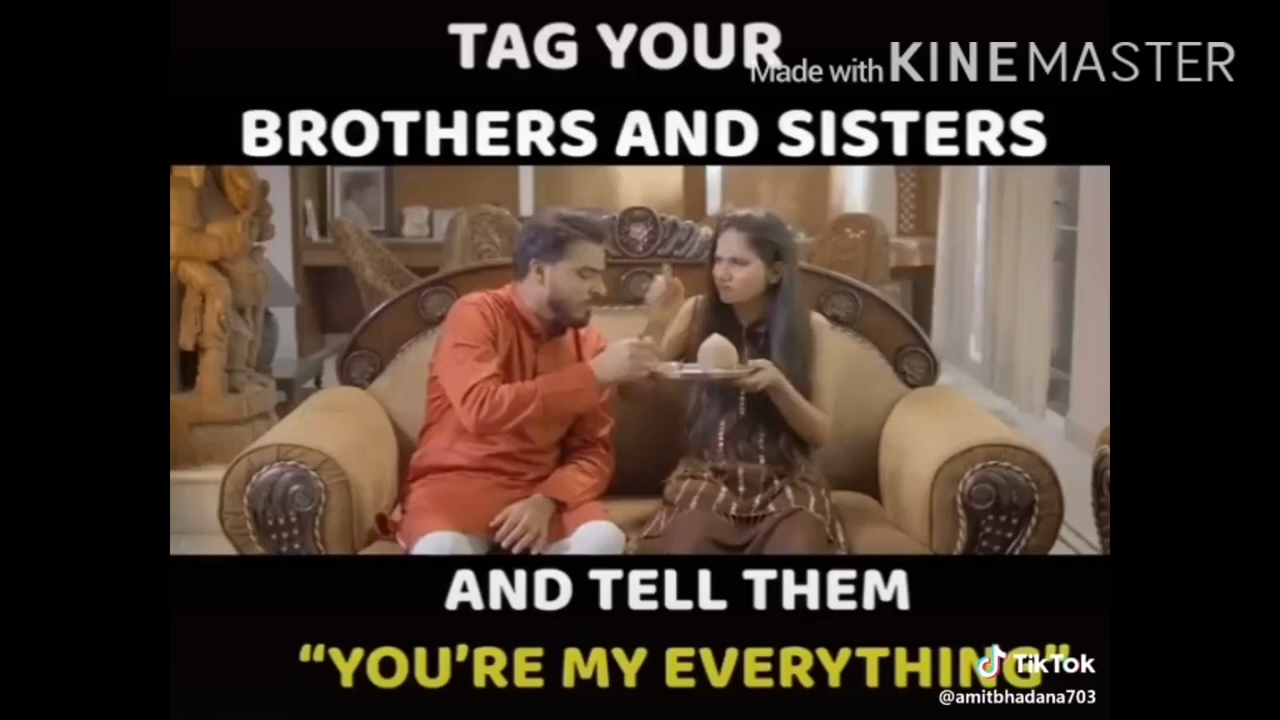 TAG YOUR
Made with KINEMASTER
BROTHERS AND SISTERS
AND TELL THEM
“YOU’RE MY EVERYTHING”
TikTok
@amitbhadana703